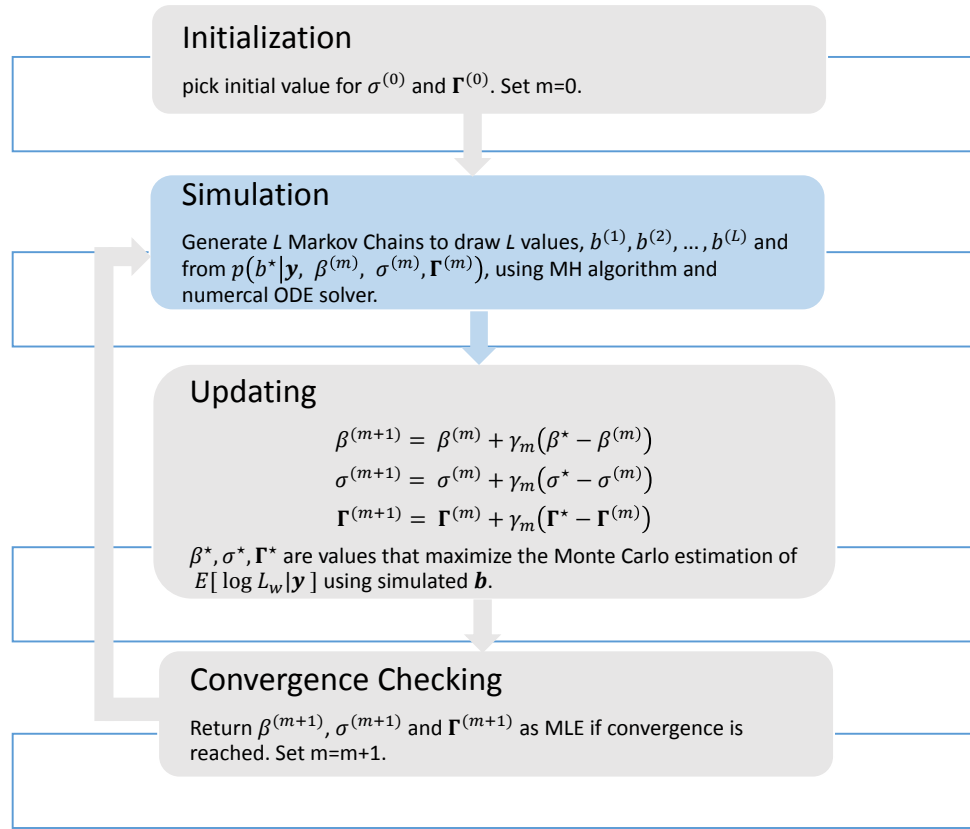 Initialization
pick initial value for σ⁽⁰⁾ and 𝚪⁽⁰⁾. Set m=0.
Simulation
Generate L Markov Chains to draw L values, b⁽¹⁾, b⁽²⁾, … , b⁽ᴸ⁾ and
from p(b⋆|𝐲, β⁽ᵐ⁾, σ⁽ᵐ⁾, 𝚪⁽ᵐ⁾), using MH algorithm and
numercal ODE solver.
Updating
β⁽ᵐ⁺¹⁾ = β⁽ᵐ⁾ + γₘ(β⋆ − β⁽ᵐ⁾)
σ⁽ᵐ⁺¹⁾ = σ⁽ᵐ⁾ + γₘ(σ⋆ − σ⁽ᵐ⁾)
𝚪⁽ᵐ⁺¹⁾ = 𝚪⁽ᵐ⁾ + γₘ(𝚪⋆ − 𝚪⁽ᵐ⁾)
β⋆, σ⋆, 𝚪⋆ are values that maximize the Monte Carlo estimation of
E[ log L_w|𝐲 ] using simulated 𝒃.
Convergence Checking
Return β⁽ᵐ⁺¹⁾, σ⁽ᵐ⁺¹⁾ and 𝚪⁽ᵐ⁺¹⁾ as MLE if convergence is
reached. Set m=m+1.